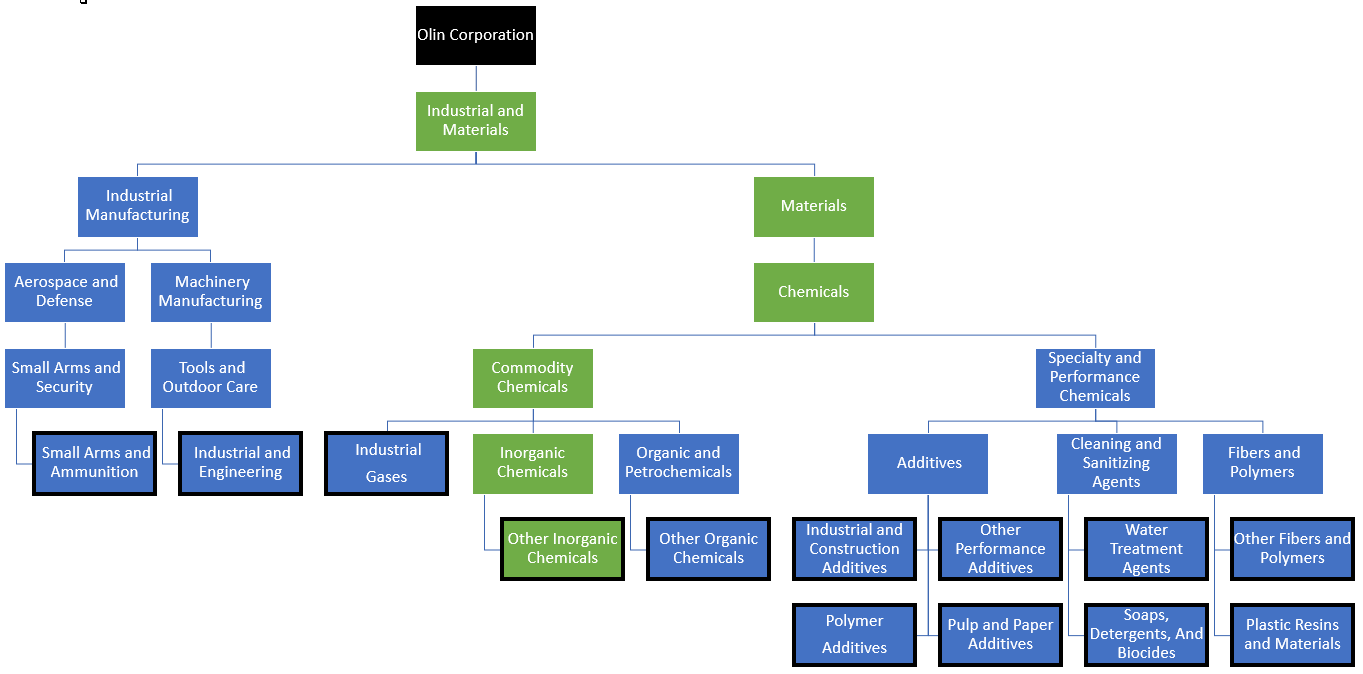 Olin Corporation
Industrial and
Materials
Industrial
Manufacturing
Materials
Aerospace and
Defense
Machinery
Manufacturing
Chemicals
Small Arms and
Security
Tools and
Outdoor Care
Commodity
Chemicals
Specialty and
Performance
Chemicals
Small Arms and
Ammunition
Industrial and
Engineering
Industrial
Gases
Inorganic
Chemicals
Organic and
Petrochemicals
Additives
Cleaning and
Sanitizing
Agents
Fibers and
Polymers
Other Inorganic
Chemicals
Other Organic
Chemicals
Industrial and
Construction
Additives
Other
Performance
Additives
Water
Treatment
Agents
Other Fibers and
Polymers
Polymer
Additives
Pulp and Paper
Additives
Soaps,
Detergents, And
Biocides
Plastic Resins
and Materials